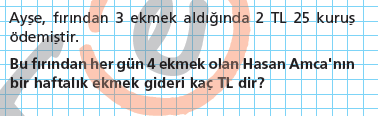 Ayşe, fırından 3 ekmek aldığında 2 TL 25 kuruş
ödemiştir.
Bu fırından her gün 4 ekmek olan Hasan Amca'nın
bir haftalık ekmek gideri kaç TL dir?